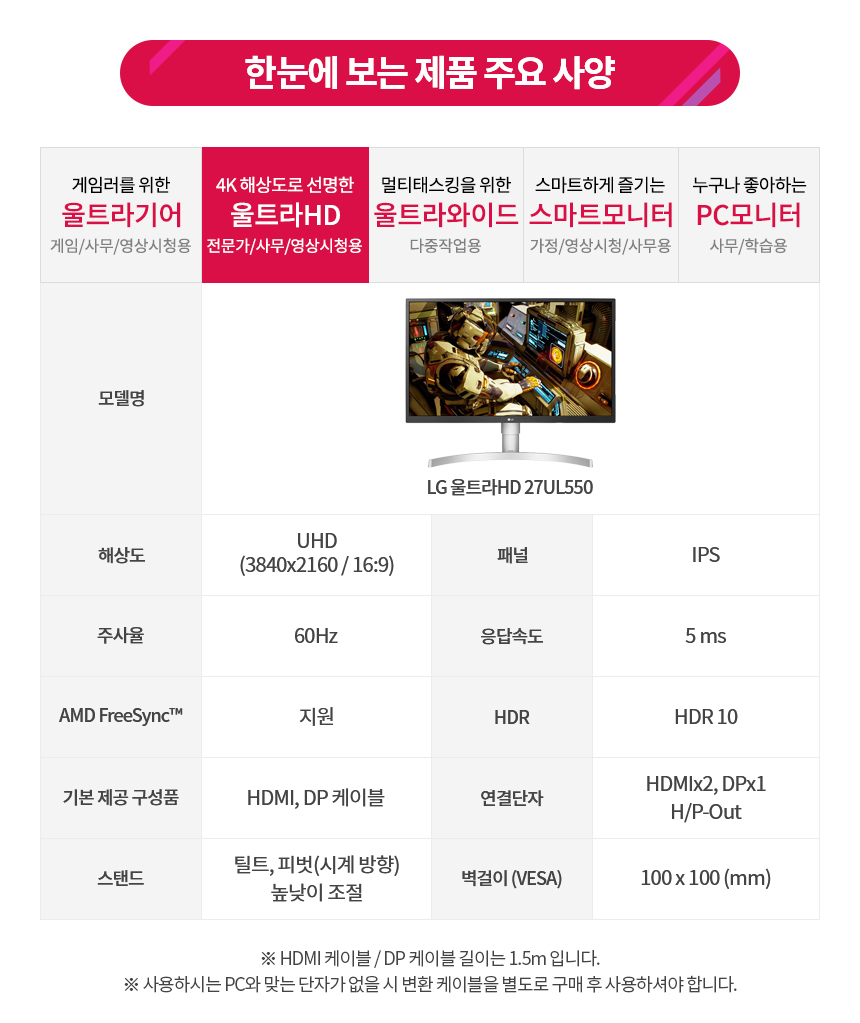 한눈에 보는 제품 주요 사양
게임러를 위한
울트라기어
게임/사무/영상시청용
4K 해상도로 선명한
울트라HD
전문가/사무/영상시청용
멀티태스킹을 위한
울트라와이드
다중작업용
스마트하게 즐기는
스마트모니터
가정/영상시청/사무용
누구나 좋아하는
PC모니터
사무/학습용
모델명
LG
LG 울트라HD 27UL550
해상도
UHD
(3840x2160 / 16:9)
패널
IPS
주사율
60Hz
응답속도
5 ms
AMD FreeSync™
지원
HDR
HDR 10
기본 제공 구성품
HDMI, DP 케이블
연결단자
HDMIx2, DPx1
H/P-Out
스탠드
틸트, 피벗(시계 방향)
높낮이 조절
벽걸이 (VESA)
100 x 100 (mm)
※ HDMI 케이블 / DP 케이블 길이는 1.5m 입니다.
※ 사용하시는 PC와 맞는 단자가 없을 시 변환 케이블을 별도로 구매 후 사용하셔야 합니다.